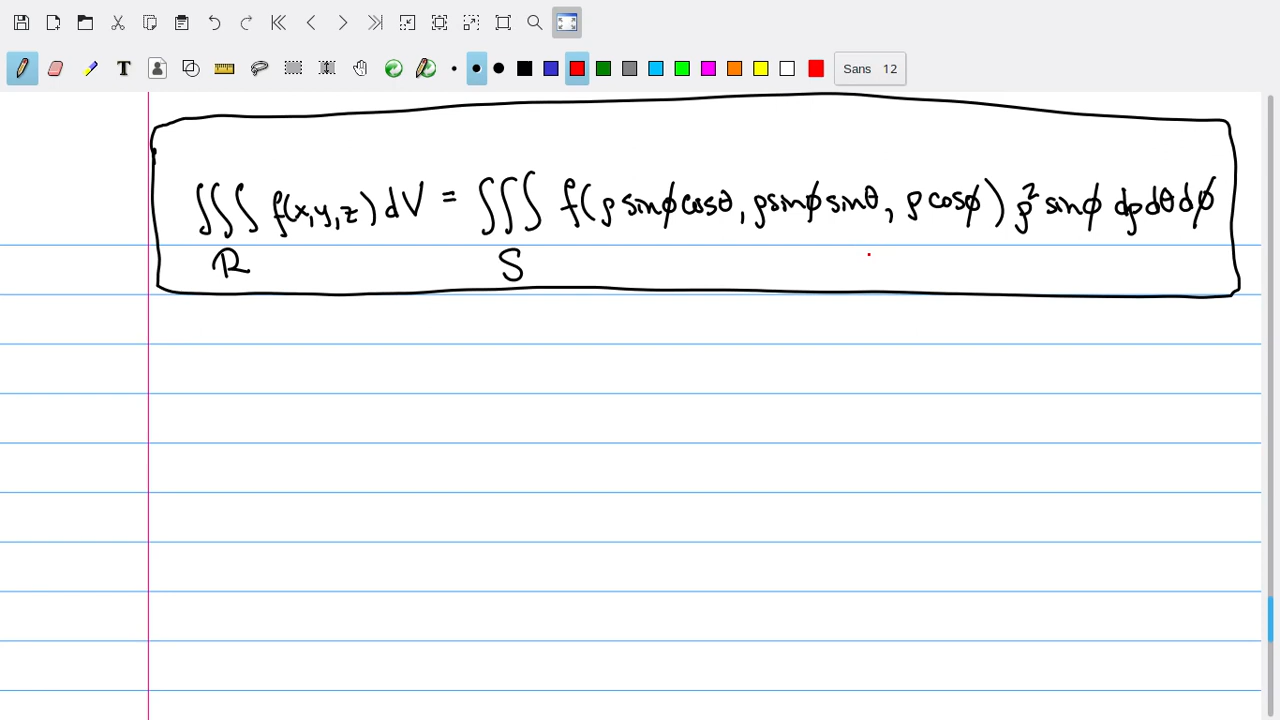 Sans 12
∭ f(x,y,z) dV = ∭ f(ρ sinϕ cosθ, ρ sinϕ sinθ, ρ cosϕ) ρ² sinϕ dρ dθ dϕ
R S